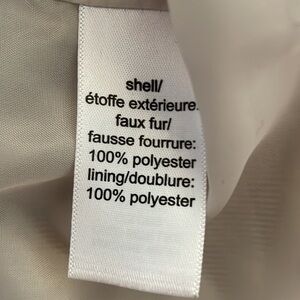 shell/
étoffe extérieure.
faux fur/
fausse fourrure:
100% polyester
lining/doublure:
100% polyester